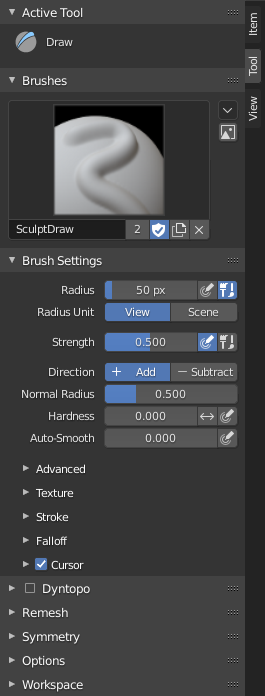 Active Tool
Draw
Brushes
SculptDraw 2
Brush Settings
Radius 50 px
Radius Unit View Scene
Strength 0.500
Direction + Add − Subtract
Normal Radius 0.500
Hardness 0.000
Auto-Smooth 0.000
Advanced
Texture
Stroke
Falloff
Cursor
Dyntopo
Remesh
Symmetry
Options
Workspace
Item
Tool
View